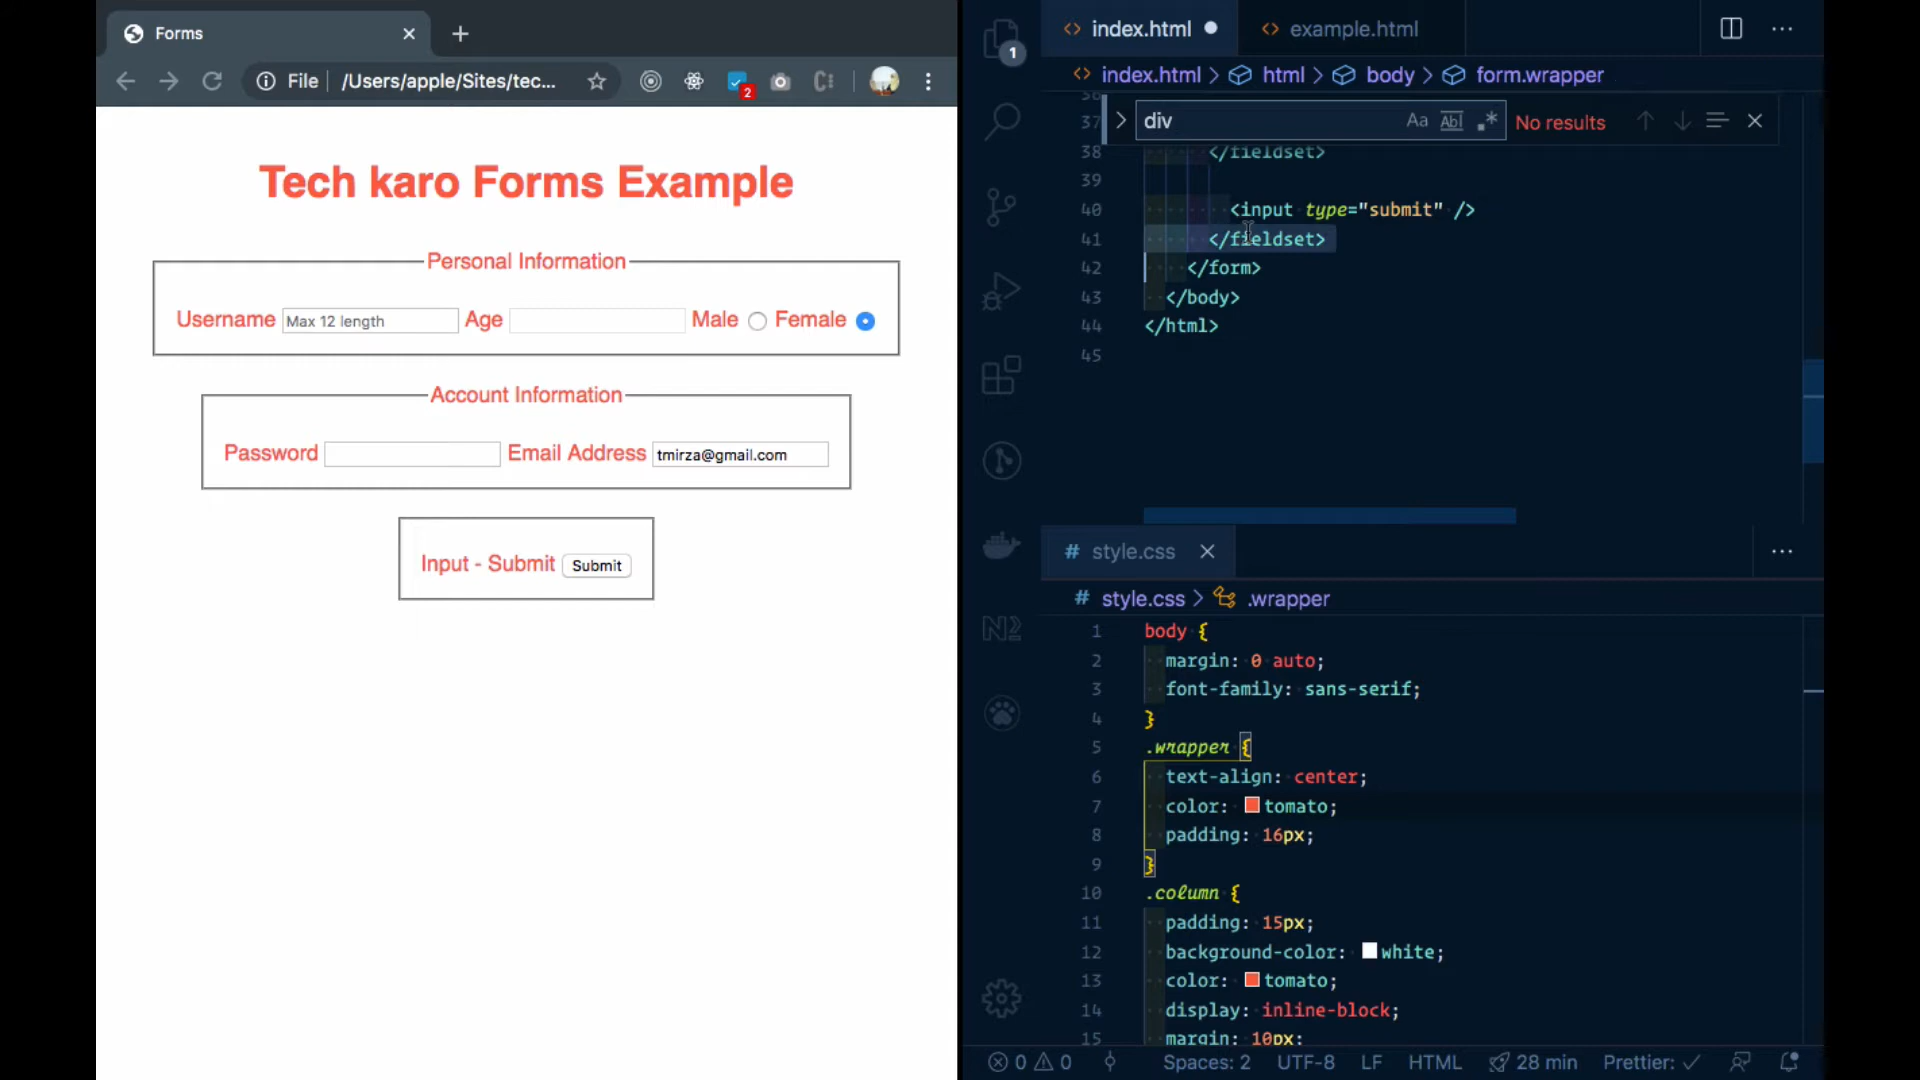 Forms
File /Users/apple/Sites/tec...
2
Tech karo Forms Example
Personal Information
Username Max 12 length Age Male Female
Account Information
Password Email Address tmirza@gmail.com
Input - Submit Submit
1
index.html example.html
index.html > html > body > form.wrapper
div Aa Abl No results
37
38 </fieldset>
39
40 <input type="submit" />
41 </fieldset>
42 </form>
43 </body>
44 </html>
45
# style.css
# style.css > .wrapper
1 body {
2 margin: 0 auto;
3 font-family: sans-serif;
4 }
5 .wrapper {
6 text-align: center;
7 color: tomato;
8 padding: 16px;
9 }
10 .column {
11 padding: 15px;
12 background-color: white;
13 color: tomato;
14 display: inline-block;
15 margin: 10px;
0 0 Spaces: 2 UTF-8 LF HTML 28 min Prettier: ✓